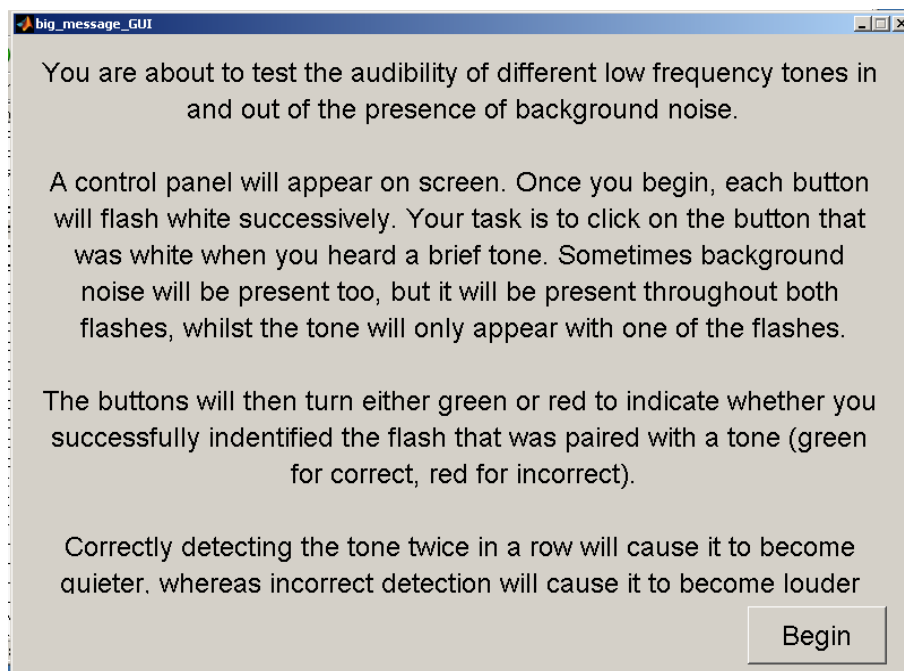 big_message_GUI
You are about to test the audibility of different low frequency tones in
and out of the presence of background noise.
A control panel will appear on screen. Once you begin, each button
will flash white successively. Your task is to click on the button that
was white when you heard a brief tone. Sometimes background
noise will be present too, but it will be present throughout both
flashes, whilst the tone will only appear with one of the flashes.
The buttons will then turn either green or red to indicate whether you
successfully indentified the flash that was paired with a tone (green
for correct, red for incorrect).
Correctly detecting the tone twice in a row will cause it to become
quieter, whereas incorrect detection will cause it to become louder
Begin